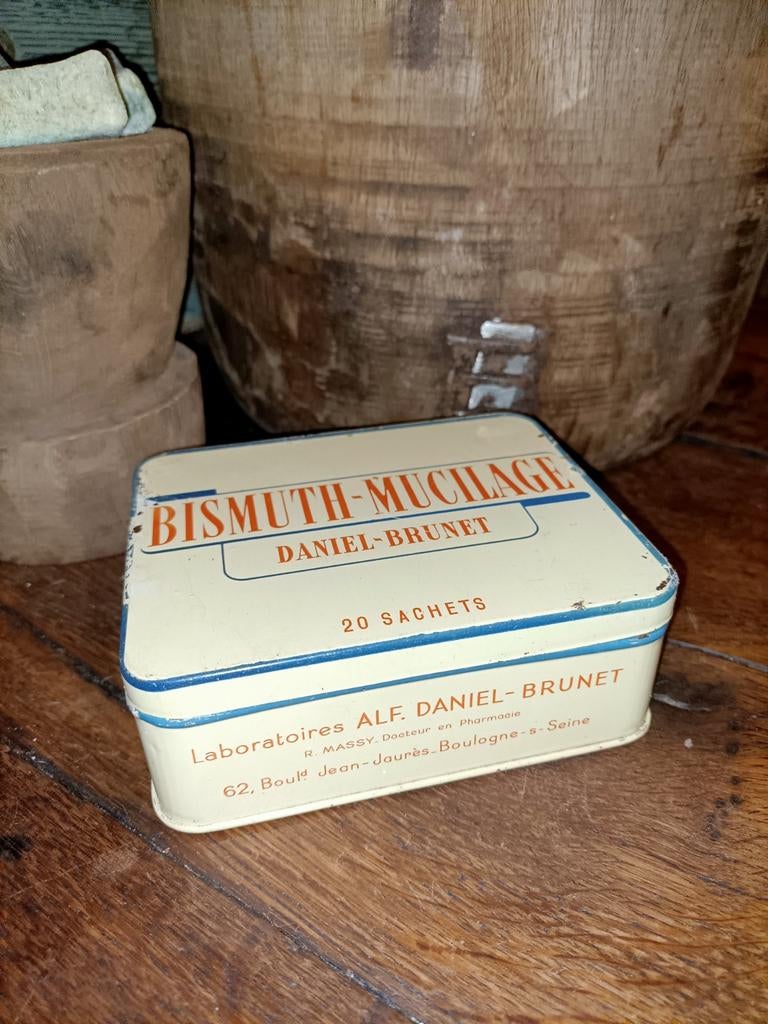 BISMUTH-MUCILAGE
DANIEL-BRUNET
20 SACHETS
Laboratoires ALF. DANIEL-BRUNET
R. MASSY. Docteur en Pharmacie
62, Bould Jean-Jaurès-Boulogne-s-Seine